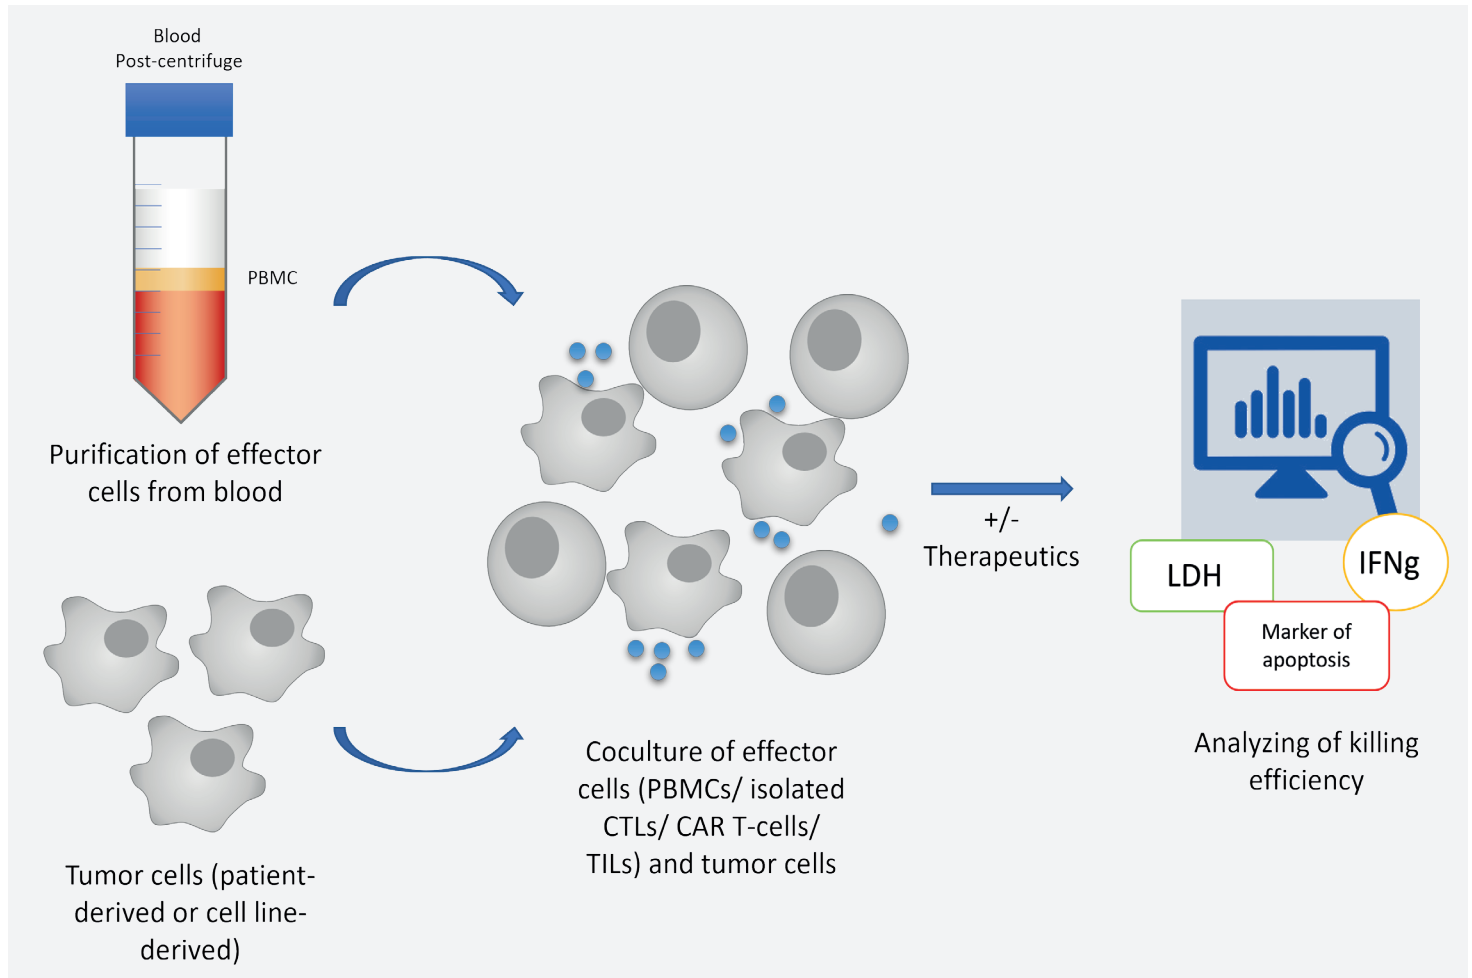 Blood
Post-centrifuge
PBMC
Purification of effector
cells from blood
Tumor cells (patient-
derived or cell line-
derived)
Coculture of effector
cells (PBMCs/ isolated
CTLs/ CAR T-cells/
TILs) and tumor cells
+/-
Therapeutics
LDH
IFNg
Marker of
apoptosis
Analyzing of killing
efficiency